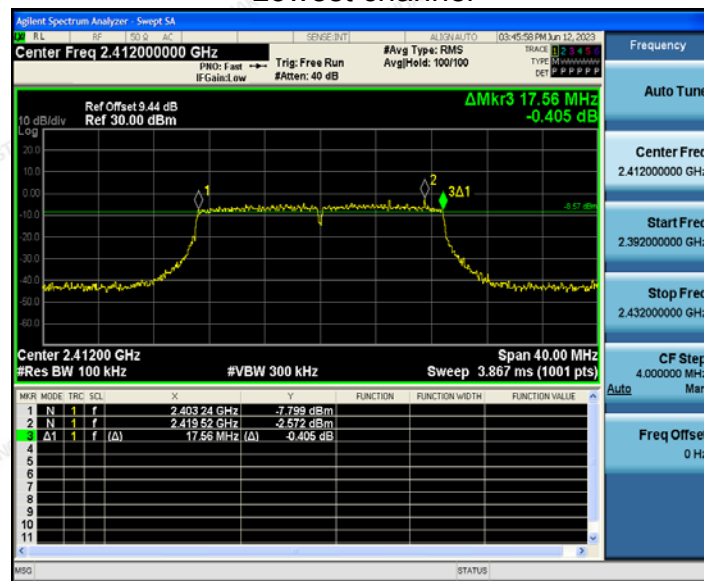 Lowest channel
Agilent Spectrum Analyzer - Swept SA
RL RF 50 Ω AC SENSE:INT ALIGNAUTO 03:45:58 PM Jun 12, 2023
Center Freq 2.412000000 GHz #Avg Type: RMS TRACE 1 2 3 4 5 6
PNO: Fast Trig: Free Run Avg|Hold: 100/100 TYPE M
IFGain:Low #Atten: 40 dB DET P P P P P P
ΔMkr3 17.56 MHz
Ref Offset 9.44 dB
10 dB/div Ref 30.00 dBm -0.405 dB
Log
20.0
10.0
0.00
-10.0
-20.0
-30.0
-40.0
-50.0
-60.0
1
2
3Δ1
-8.57 dBm
Center 2.41200 GHz Span 40.00 MHz
#Res BW 100 kHz #VBW 300 kHz Sweep 3.867 ms (1001 pts)
MKR MODE TRC SCL X Y FUNCTION FUNCTION WIDTH FUNCTION VALUE
1 N 1 f 2.403 24 GHz -7.799 dBm
2 N 1 f 2.419 52 GHz -2.572 dBm
3 Δ1 1 f (Δ) 17.56 MHz (Δ) -0.405 dB
4
5
6
7
8
9
10
11
MSG STATUS
Frequency
Auto Tune
Center Freq
2.412000000 GHz
Start Freq
2.392000000 GHz
Stop Freq
2.432000000 GHz
CF Step
4.000000 MHz
Auto Man
Freq Offset
0 Hz